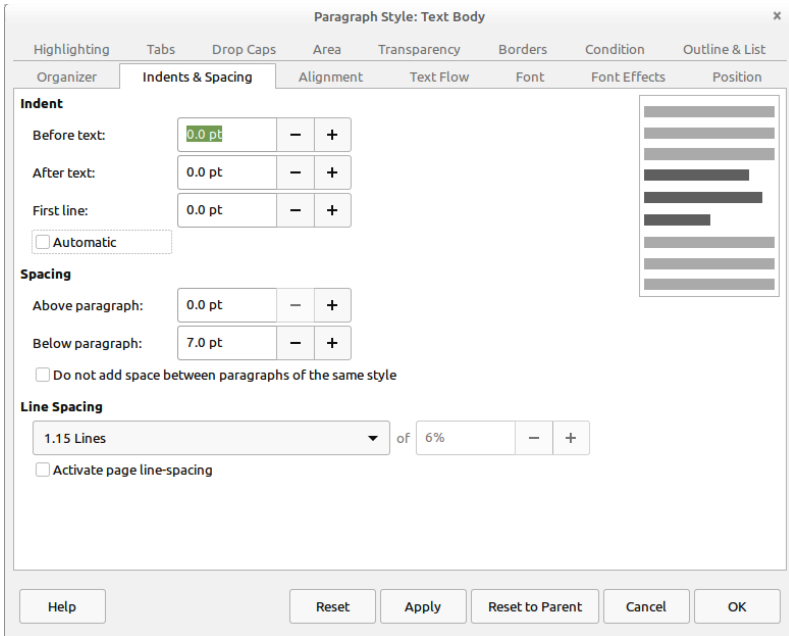 Paragraph Style: Text Body x
Highlighting Tabs Drop Caps Area Transparency Borders Condition Outline & List
Organizer Indents & Spacing Alignment Text Flow Font Font Effects Position
Indent
Before text: 0.0 pt − +
After text: 0.0 pt − +
First line: 0.0 pt − +
Automatic
Spacing
Above paragraph: 0.0 pt − +
Below paragraph: 7.0 pt − +
Do not add space between paragraphs of the same style
Line Spacing
1.15 Lines of 6% − +
Activate page line-spacing
Help Reset Apply Reset to Parent Cancel OK